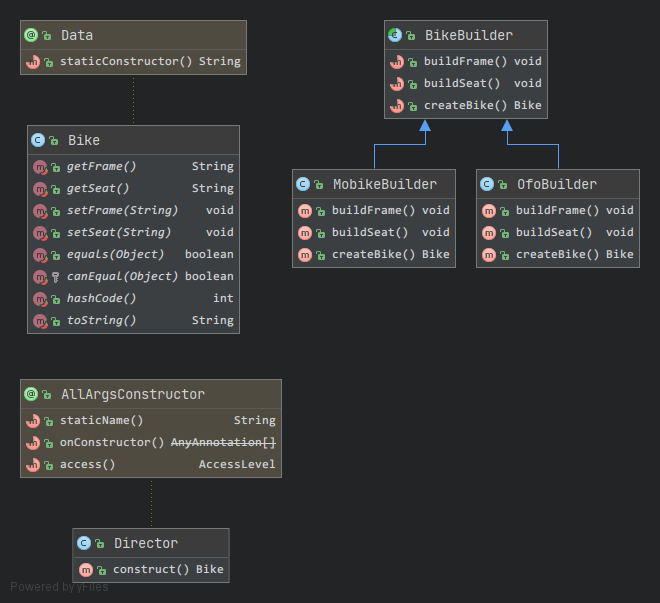 Data
staticConstructor() String
Bike
getFrame() String
getSeat() String
setFrame(String) void
setSeat(String) void
equals(Object) boolean
canEqual(Object) boolean
hashCode() int
toString() String
AllArgsConstructor
staticName() String
onConstructor() AnyAnnotation[]
access() AccessLevel
Director
construct() Bike
BikeBuilder
buildFrame() void
buildSeat() void
createBike() Bike
MobikeBuilder
buildFrame() void
buildSeat() void
createBike() Bike
OfoBuilder
buildFrame() void
buildSeat() void
createBike() Bike
Powered by yFiles